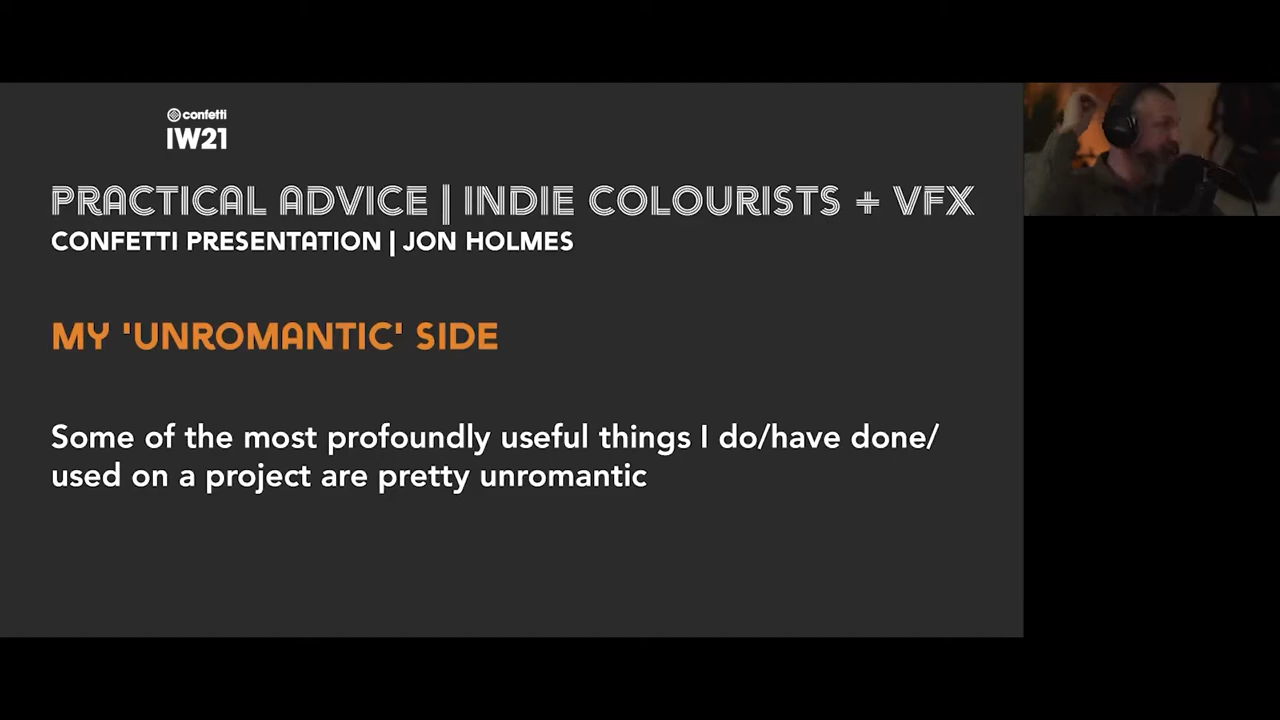 confetti
IW21
PRACTICAL ADVICE | INDIE COLOURISTS + VFX
CONFETTI PRESENTATION | JON HOLMES
MY 'UNROMANTIC' SIDE
Some of the most profoundly useful things I do/have done/
used on a project are pretty unromantic